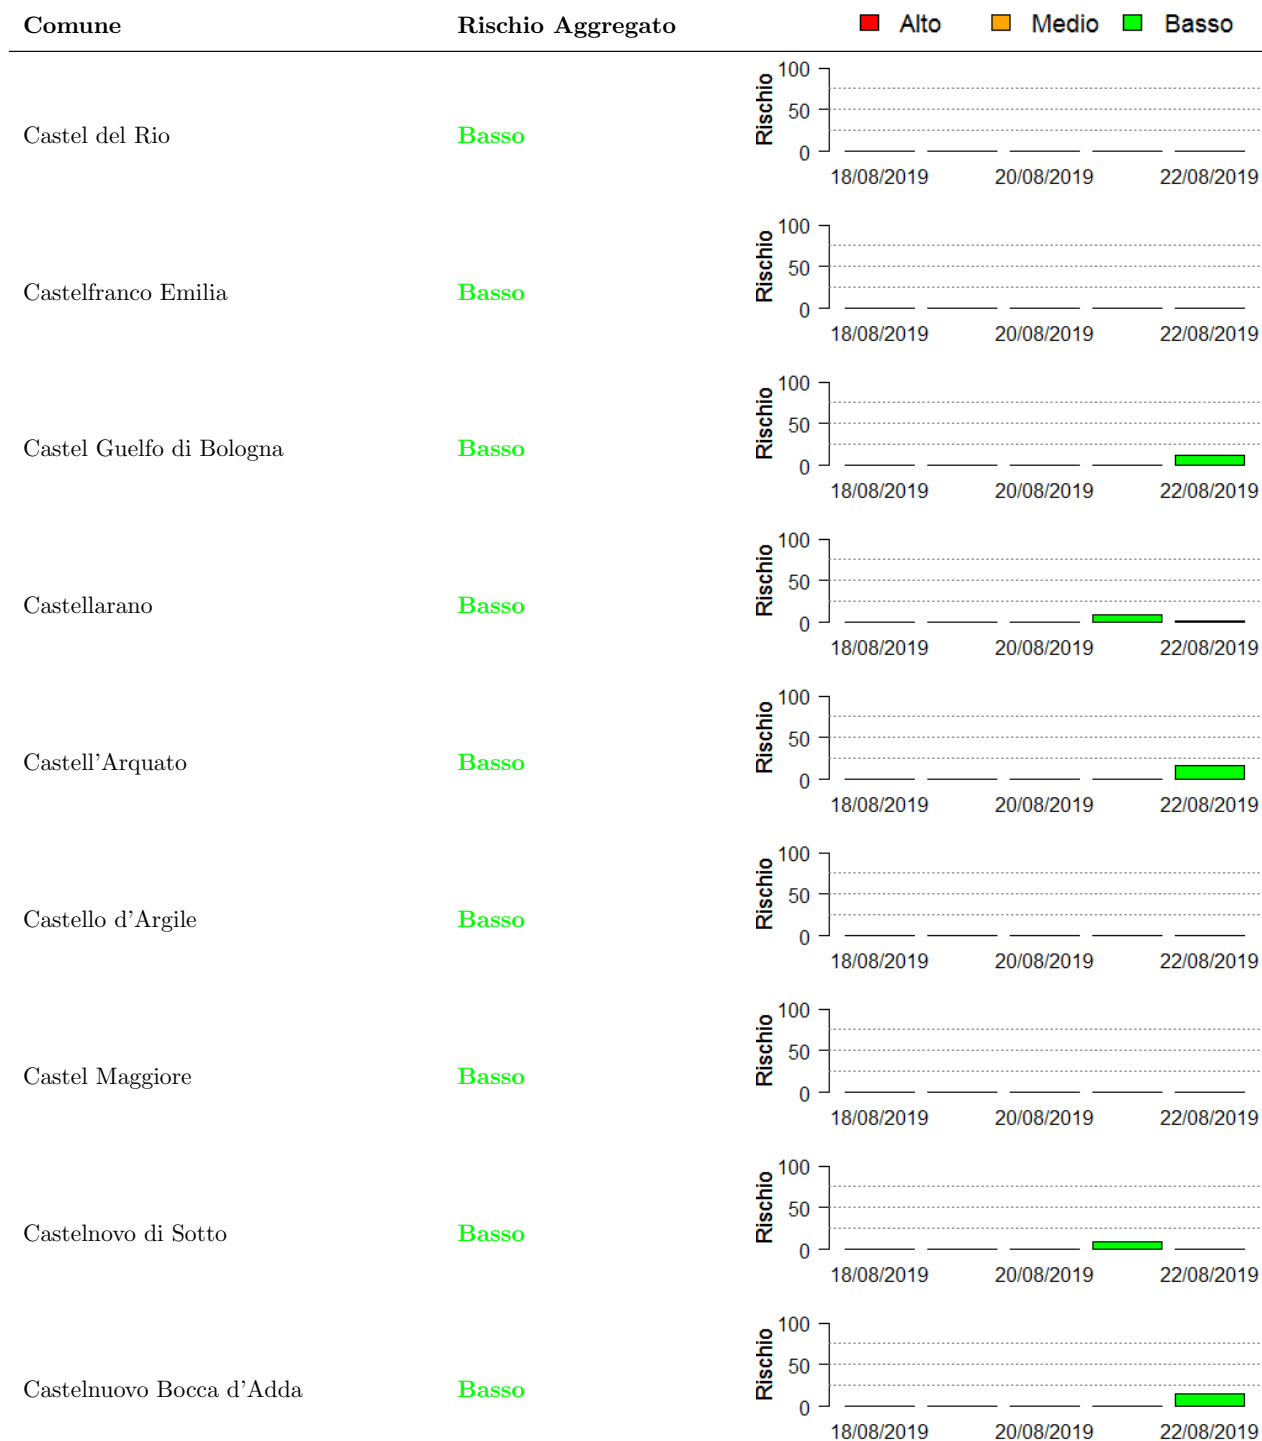 Comune Rischio Aggregato Alto Medio Basso
100
50
0
Rischio
Castel del Rio Basso
18/08/2019 20/08/2019 22/08/2019
100
50
0
Rischio
Castelfranco Emilia Basso
18/08/2019 20/08/2019 22/08/2019
100
50
0
Rischio
Castel Guelfo di Bologna Basso
18/08/2019 20/08/2019 22/08/2019
100
50
0
Rischio
Castellarano Basso
18/08/2019 20/08/2019 22/08/2019
100
50
0
Rischio
Castell'Arquato Basso
18/08/2019 20/08/2019 22/08/2019
100
50
0
Rischio
Castello d'Argile Basso
18/08/2019 20/08/2019 22/08/2019
100
50
0
Rischio
Castel Maggiore Basso
18/08/2019 20/08/2019 22/08/2019
100
50
0
Rischio
Castelnovo di Sotto Basso
18/08/2019 20/08/2019 22/08/2019
100
50
0
Rischio
Castelnuovo Bocca d'Adda Basso
18/08/2019 20/08/2019 22/08/2019